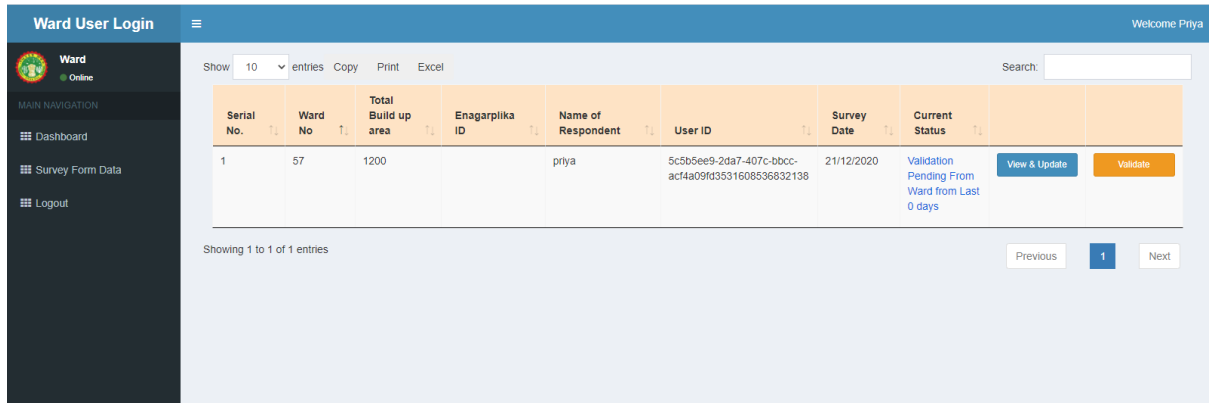 Ward User Login
Welcome Priya
Ward
Online
MAIN NAVIGATION
Dashboard
Survey Form Data
Logout
Show 10 entries Copy Print Excel
Search:
Serial No.
Ward No
Total Build up area
Enagarplika ID
Name of Respondent
User ID
Survey Date
Current Status
1
57
1200
priya
5c5b5ee9-2da7-407c-bbcc-
acf4a09fd3531608536832138
21/12/2020
Validation
Pending From
Ward from Last
0 days
View & Update
Validate
Showing 1 to 1 of 1 entries
Previous
1
Next